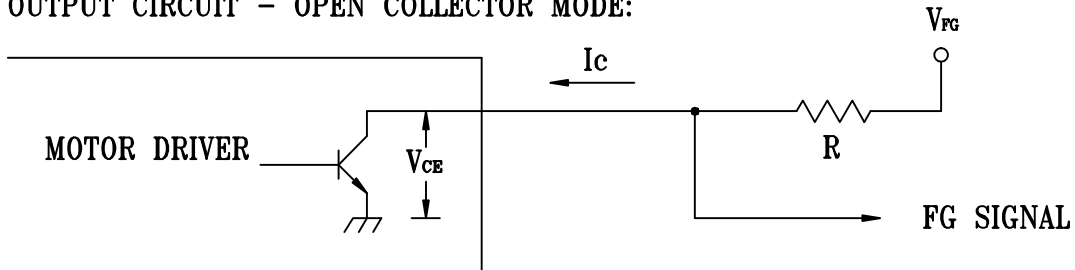 OUTPUT CIRCUIT – OPEN COLLECTOR MODE:
VFG
Ic
MOTOR DRIVER
VCE
R
FG SIGNAL